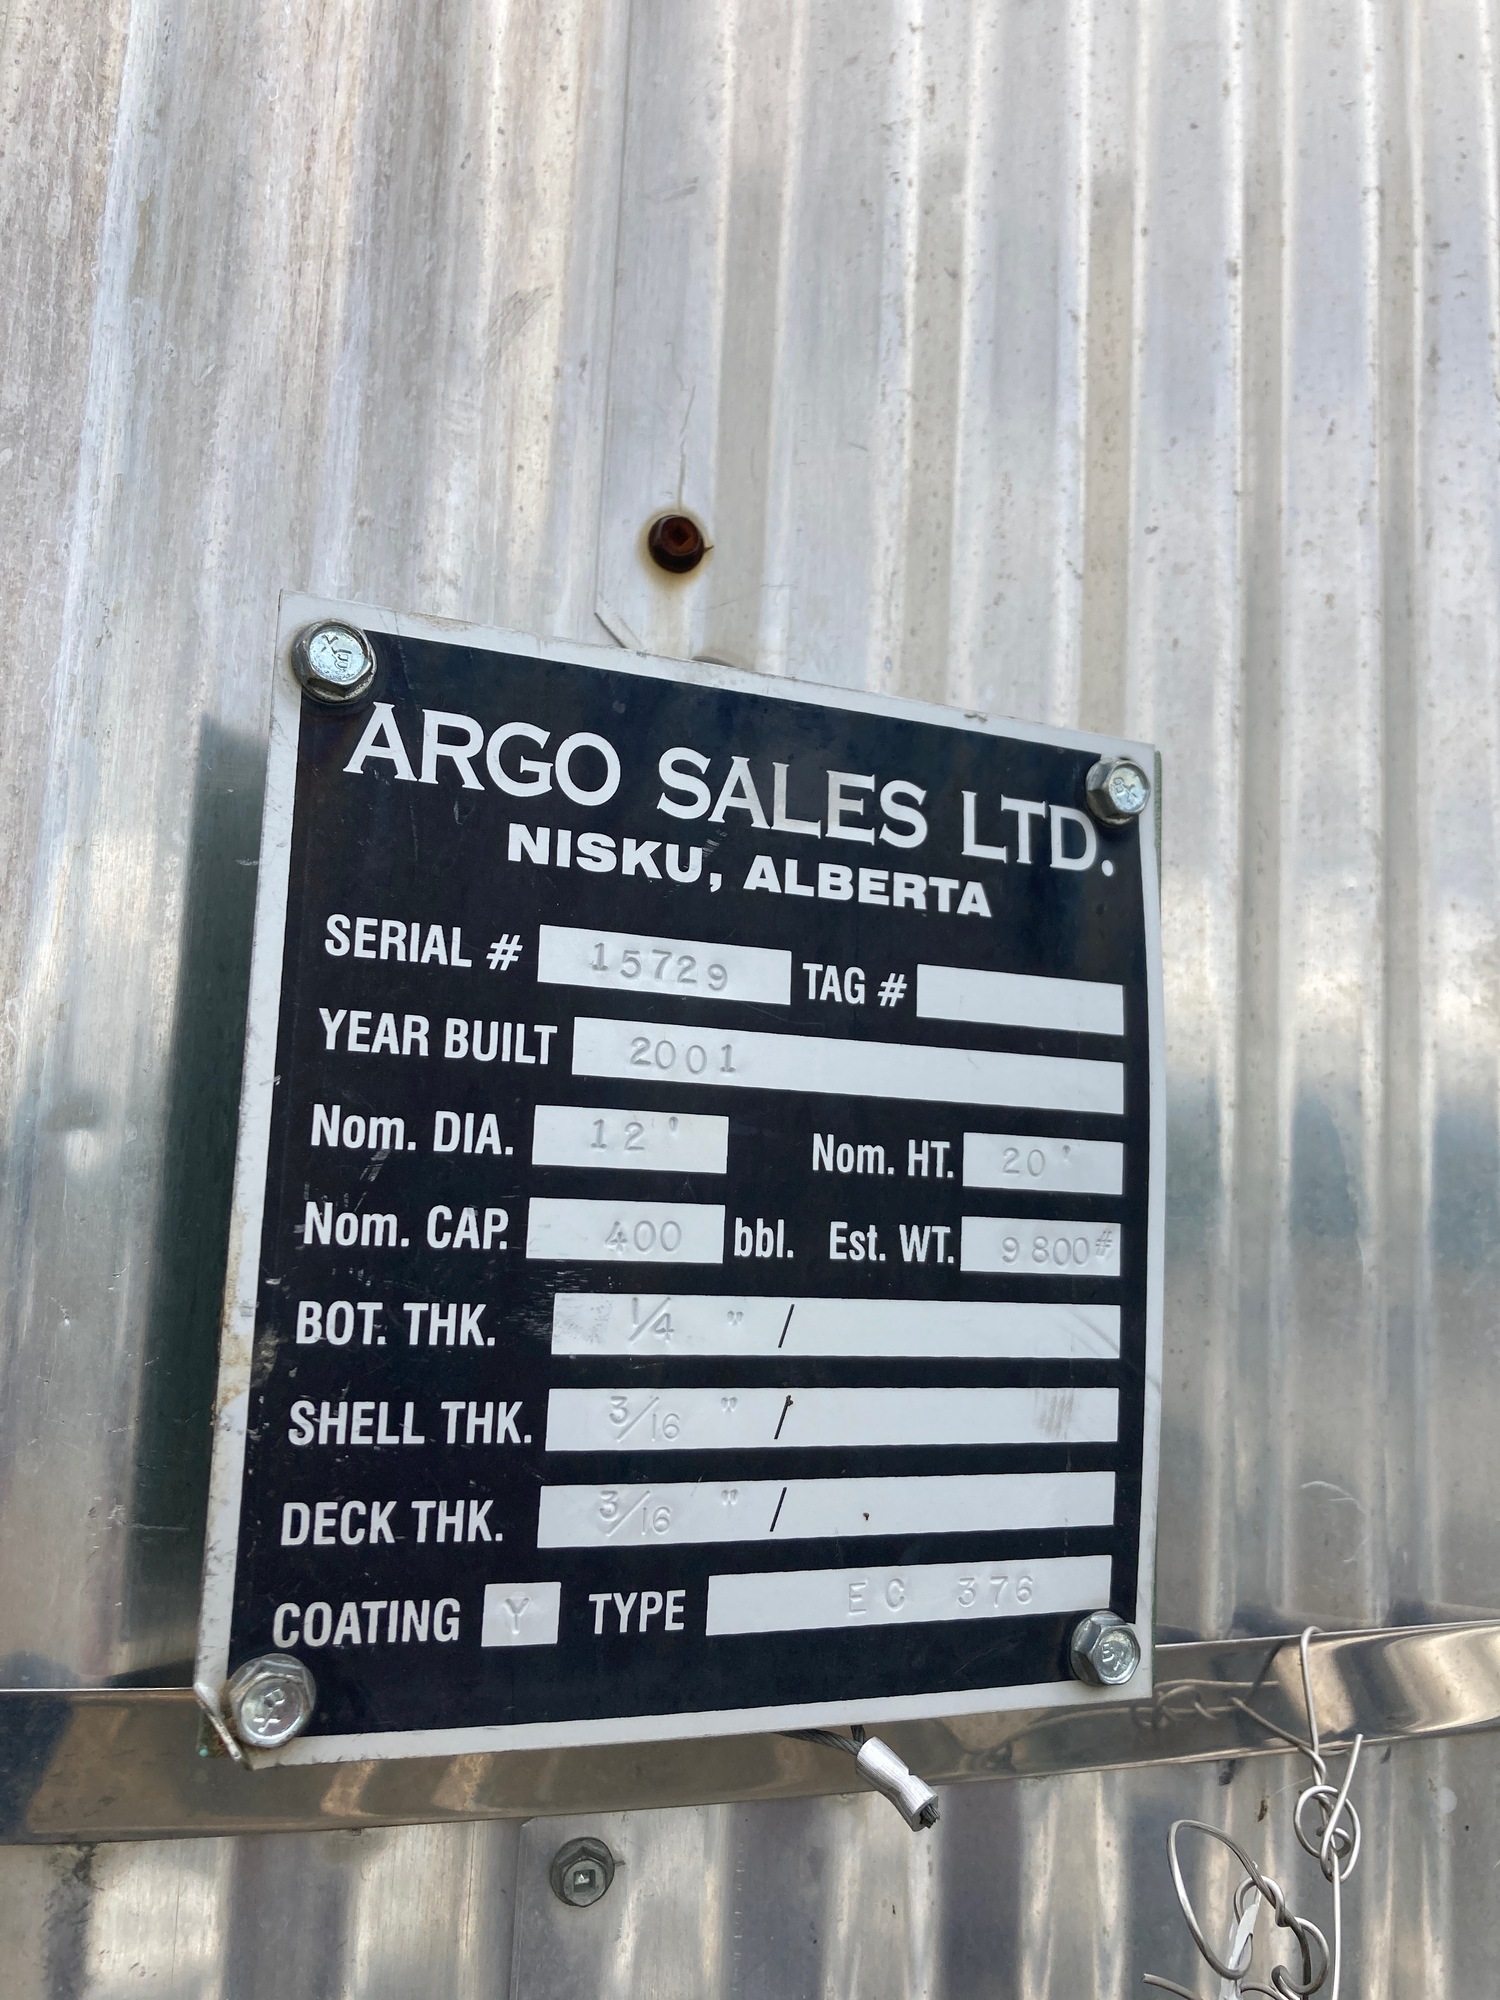 ARGO SALES LTD.
NISKU, ALBERTA
SERIAL # 15729 TAG #
YEAR BUILT 2001
Nom. DIA. 12' Nom. HT. 20'
Nom. CAP. 400 bbl. Est. WT. 9800#
BOT. THK. 1/4 " /
SHELL THK. 3/16 " /
DECK THK. 3/16 " /
COATING Y TYPE EC 376